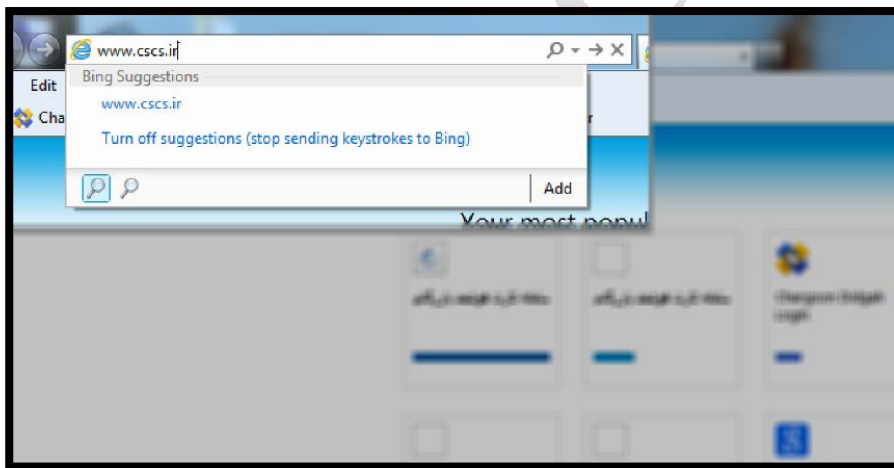 www.cscs.ir
Bing Suggestions
Edit
www.cscs.ir
Cha
r
Turn off suggestions (stop sending keystrokes to Bing)
Add
Your most popul
Login